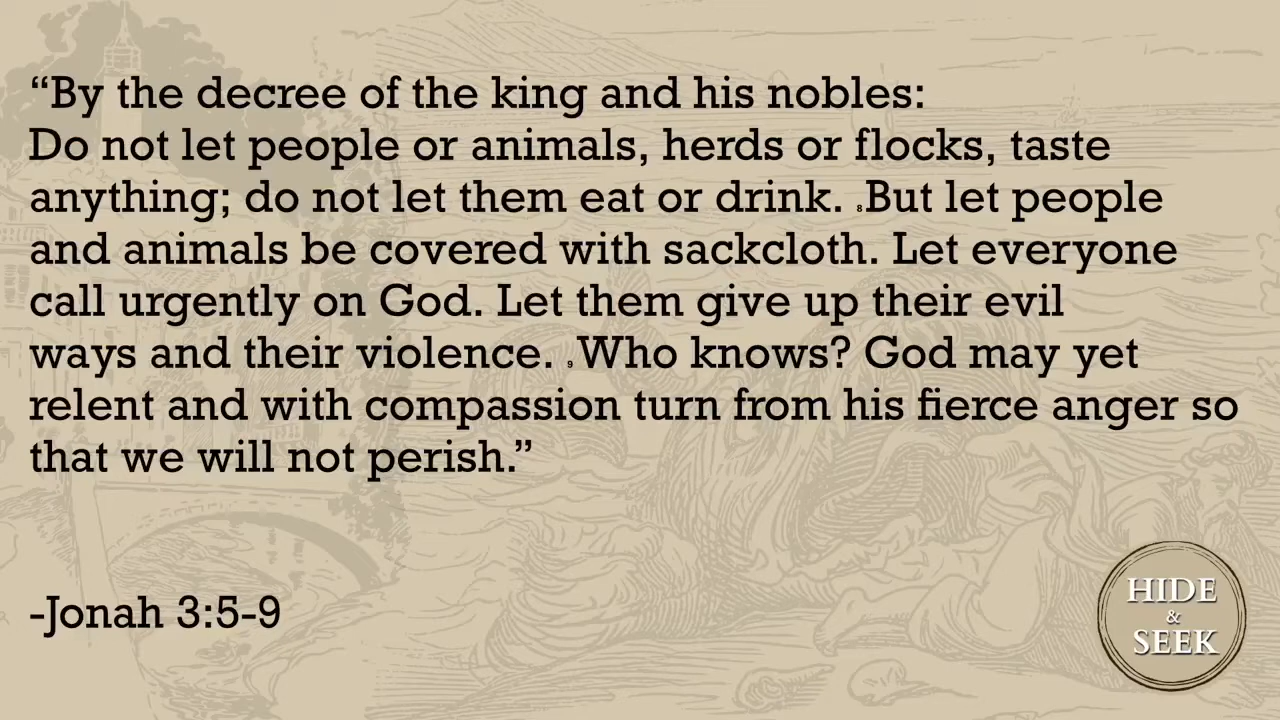 “By the decree of the king and his nobles:
Do not let people or animals, herds or flocks, taste
anything; do not let them eat or drink. 8 But let people
and animals be covered with sackcloth. Let everyone
call urgently on God. Let them give up their evil
ways and their violence. 9 Who knows? God may yet
relent and with compassion turn from his fierce anger so
that we will not perish.”
-Jonah 3:5-9
HIDE
&
SEEK